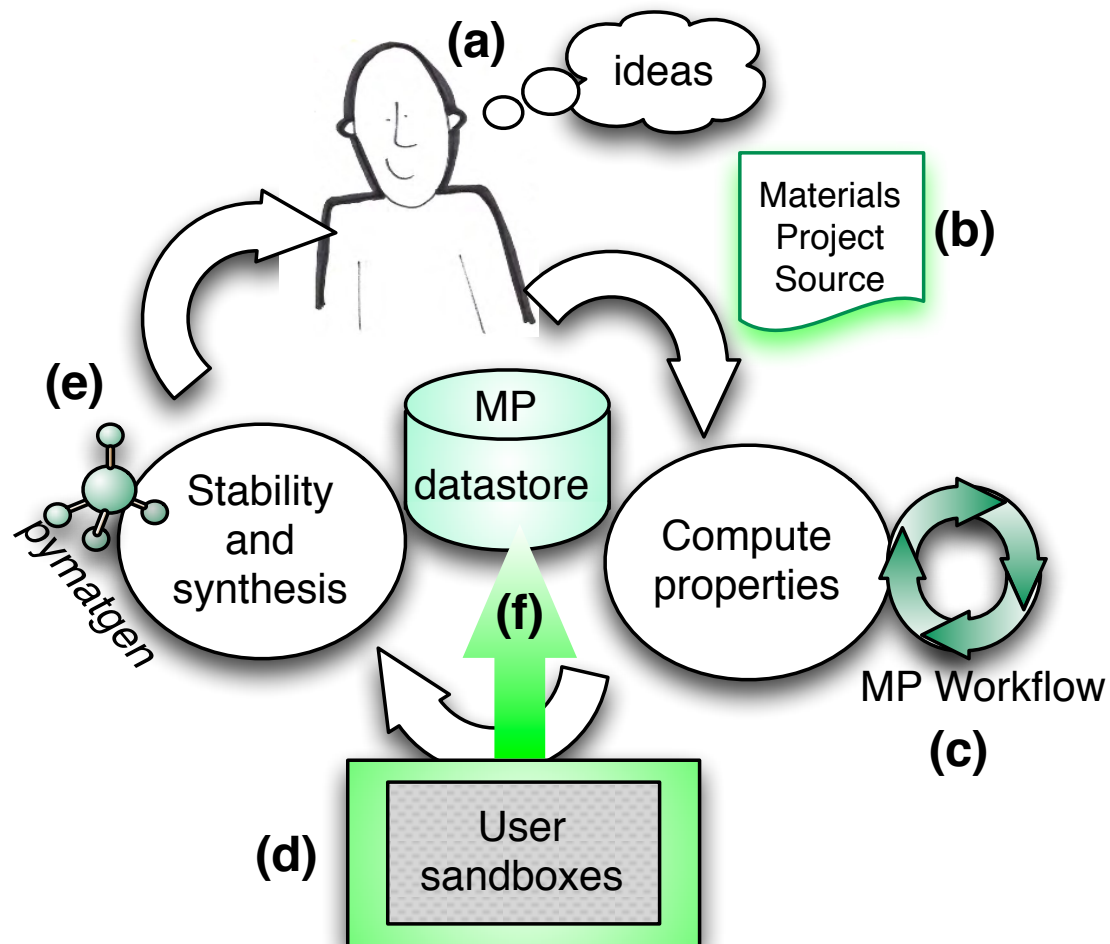 (a)
ideas
Materials
Project
Source
(b)
(e)
MP
datastore
Stability
and
synthesis
pymatgen
Compute
properties
(f)
MP Workflow
(c)
(d)
User
sandboxes